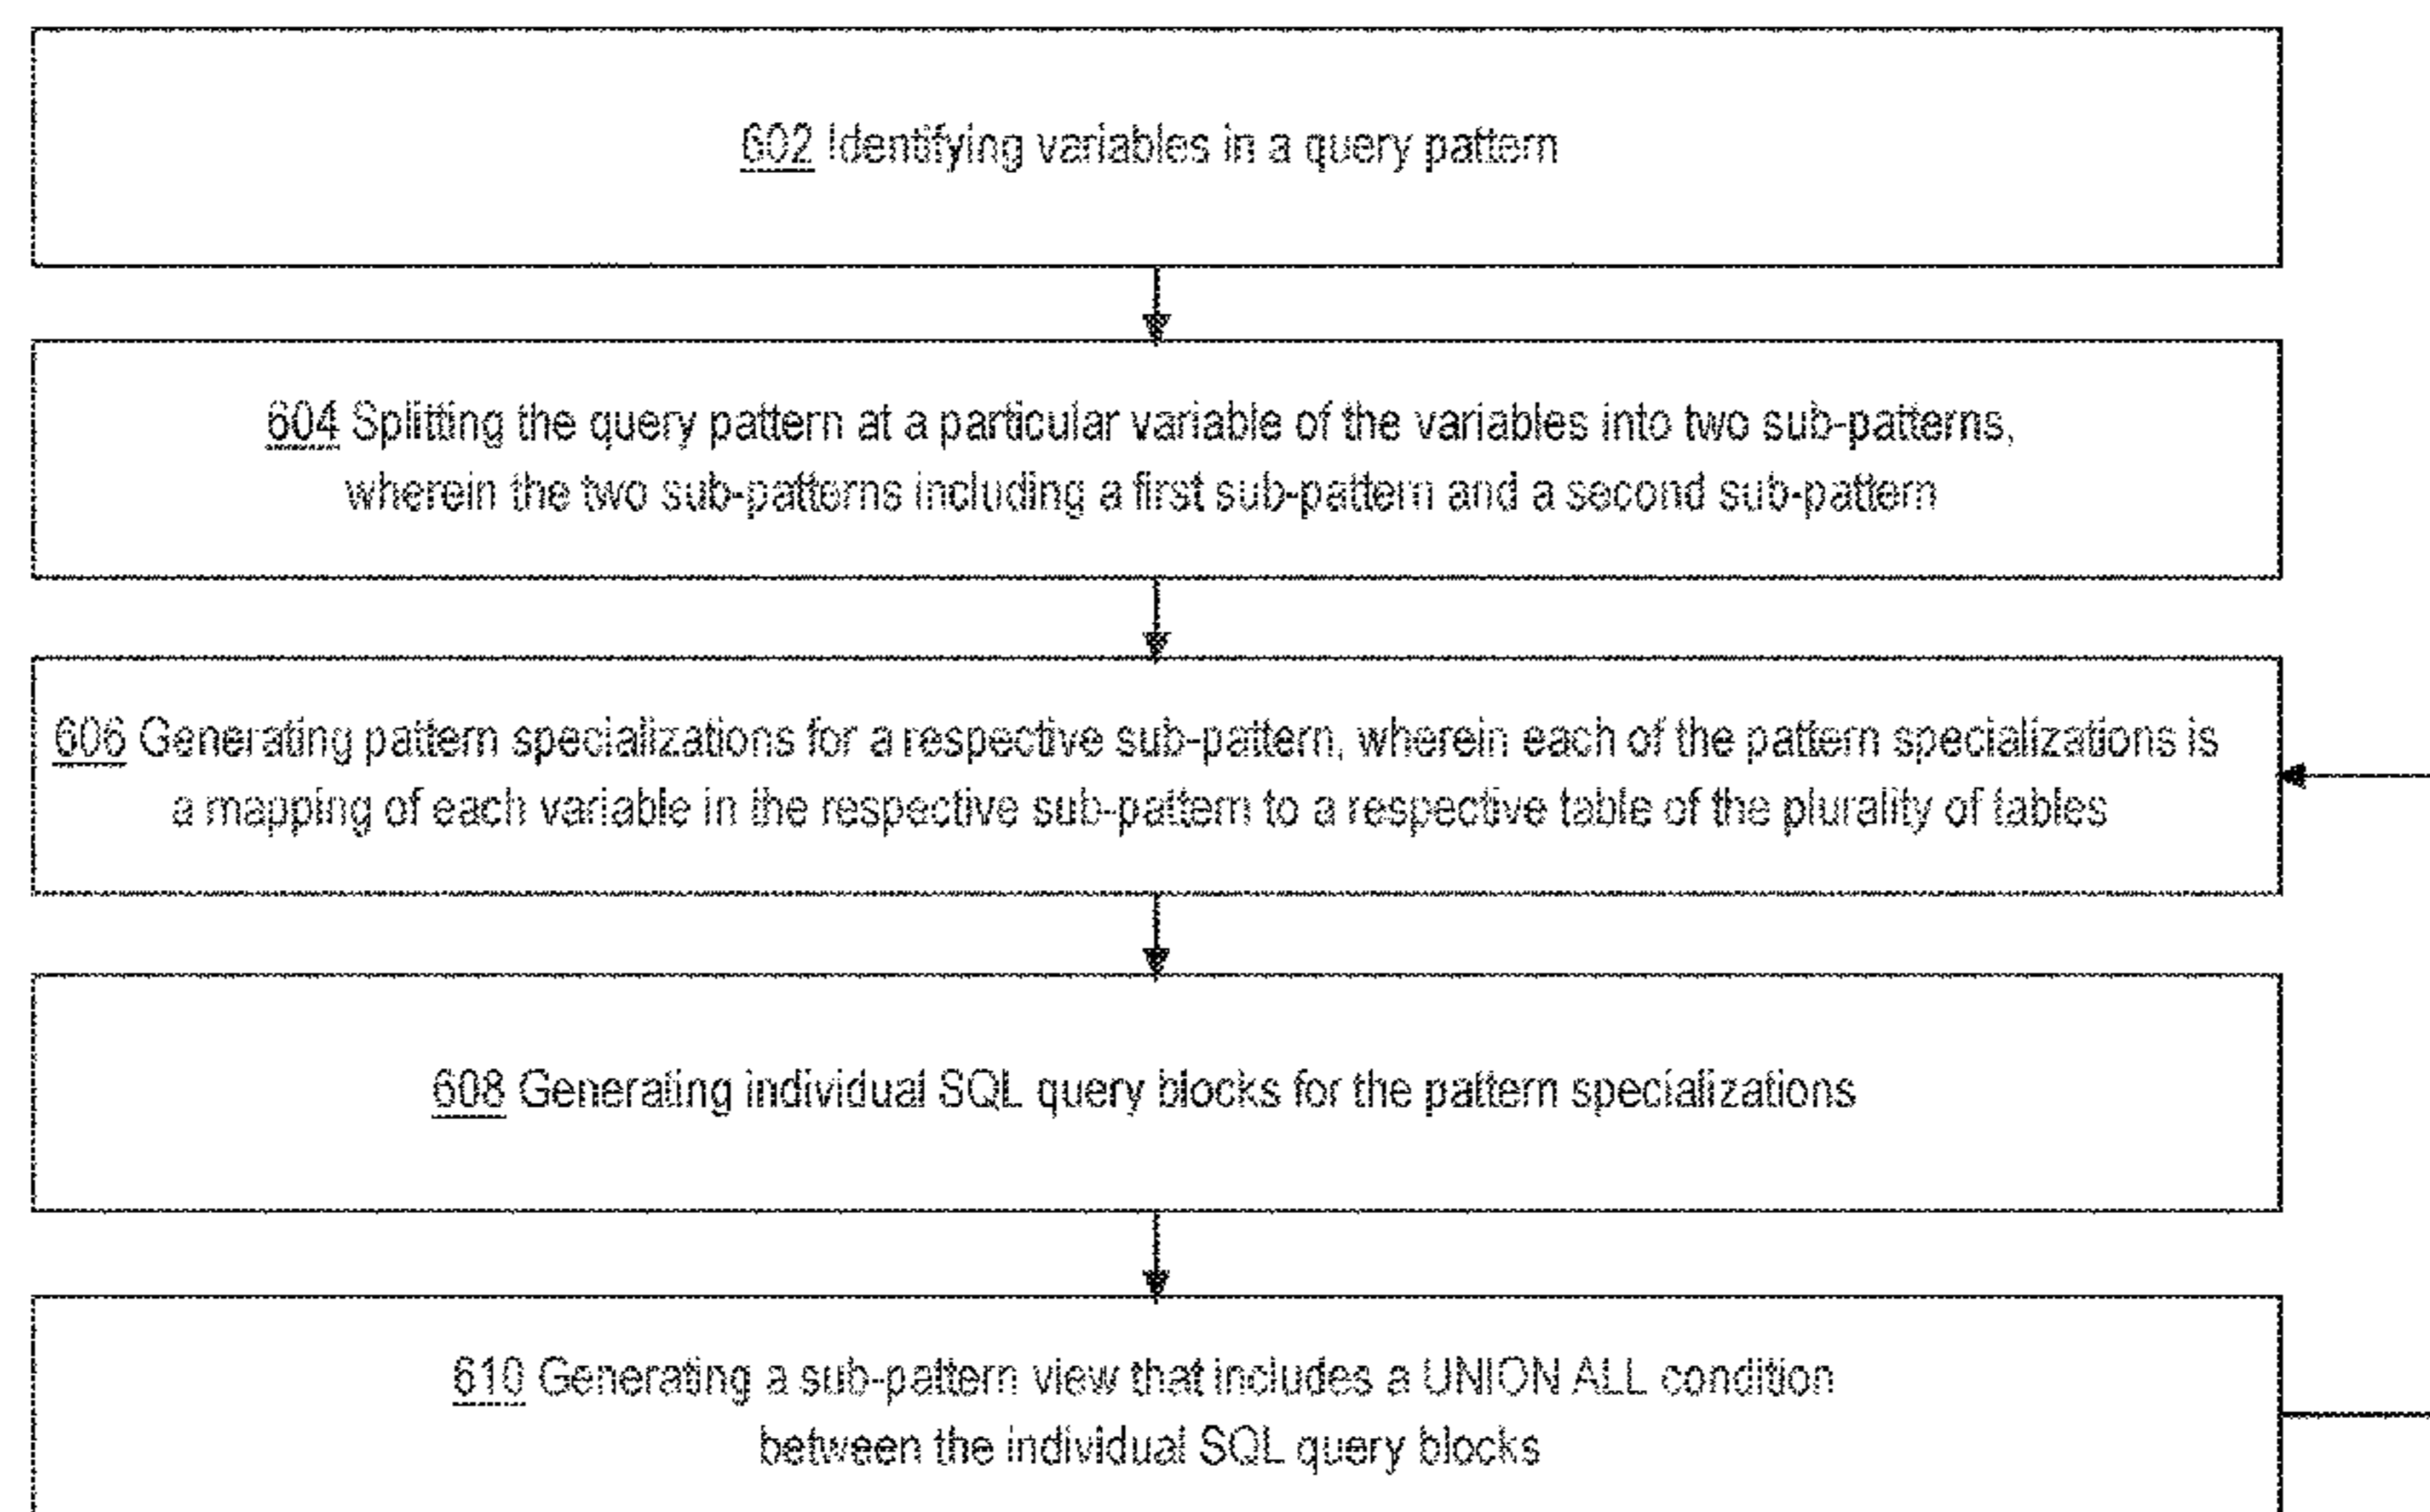 602 Identifying variables in a query pattern
604 Splitting the query pattern at a particular variable of the variables into two sub-patterns,
wherein the two sub-patterns including a first sub-pattern and a second sub-pattern
606 Generating pattern specializations for a respective sub-pattern, wherein each of the pattern specializations is
a mapping of each variable in the respective sub-pattern to a respective table of the plurality of tables
608 Generating individual SQL query blocks for the pattern specializations
610 Generating a sub-pattern view that includes a UNION ALL condition
between the individual SQL query blocks